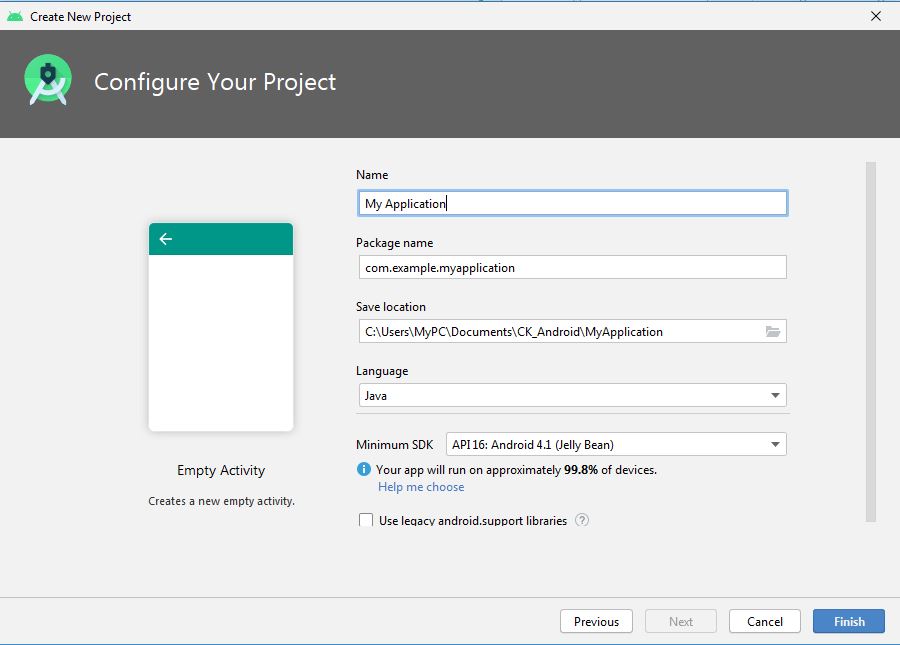 Create New Project
Configure Your Project
Name
My Application
Package name
com.example.myapplication
Save location
C:\Users\MyPC\Documents\CK_Android\MyApplication
Language
Java
Minimum SDK API 16: Android 4.1 (Jelly Bean)
Your app will run on approximately 99.8% of devices.
Help me choose
Use legacy android.support libraries ?
Empty Activity
Creates a new empty activity.
Previous Next Cancel Finish